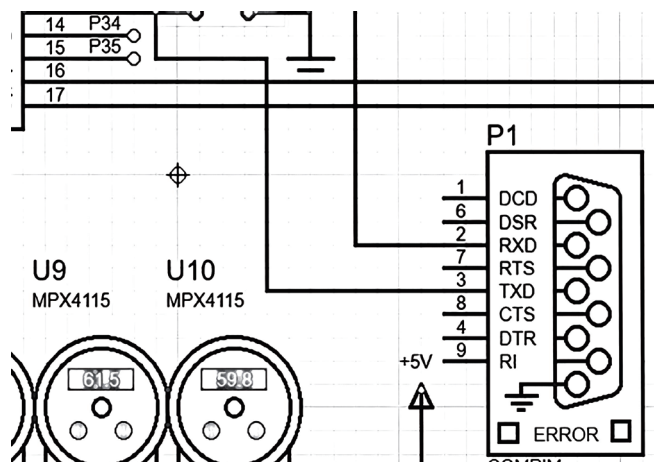 14 P34
15 P35
16
17
P1
1 DCD
6 DSR
2 RXD
7 RTS
3 TXD
8 CTS
4 DTR
9 RI
U9 U10
MPX4115 MPX4115
+5V
61.5 59.8
ERROR